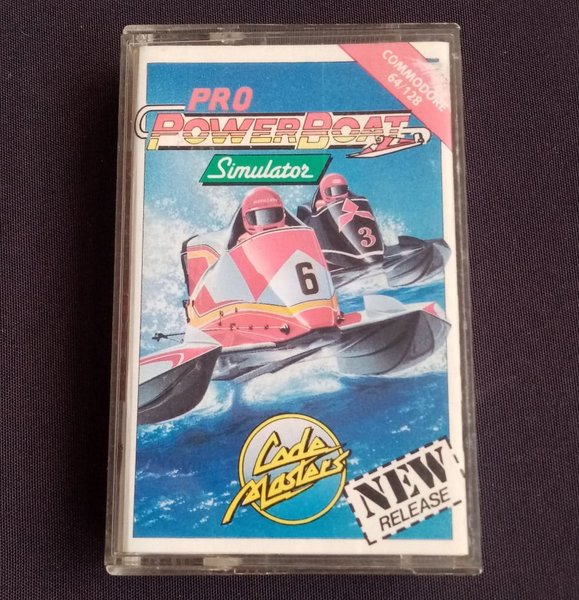 COMMODORE
64/128
PRO
POWERBOAT
Simulator
3
6
Code
Masters
NEW
RELEASE